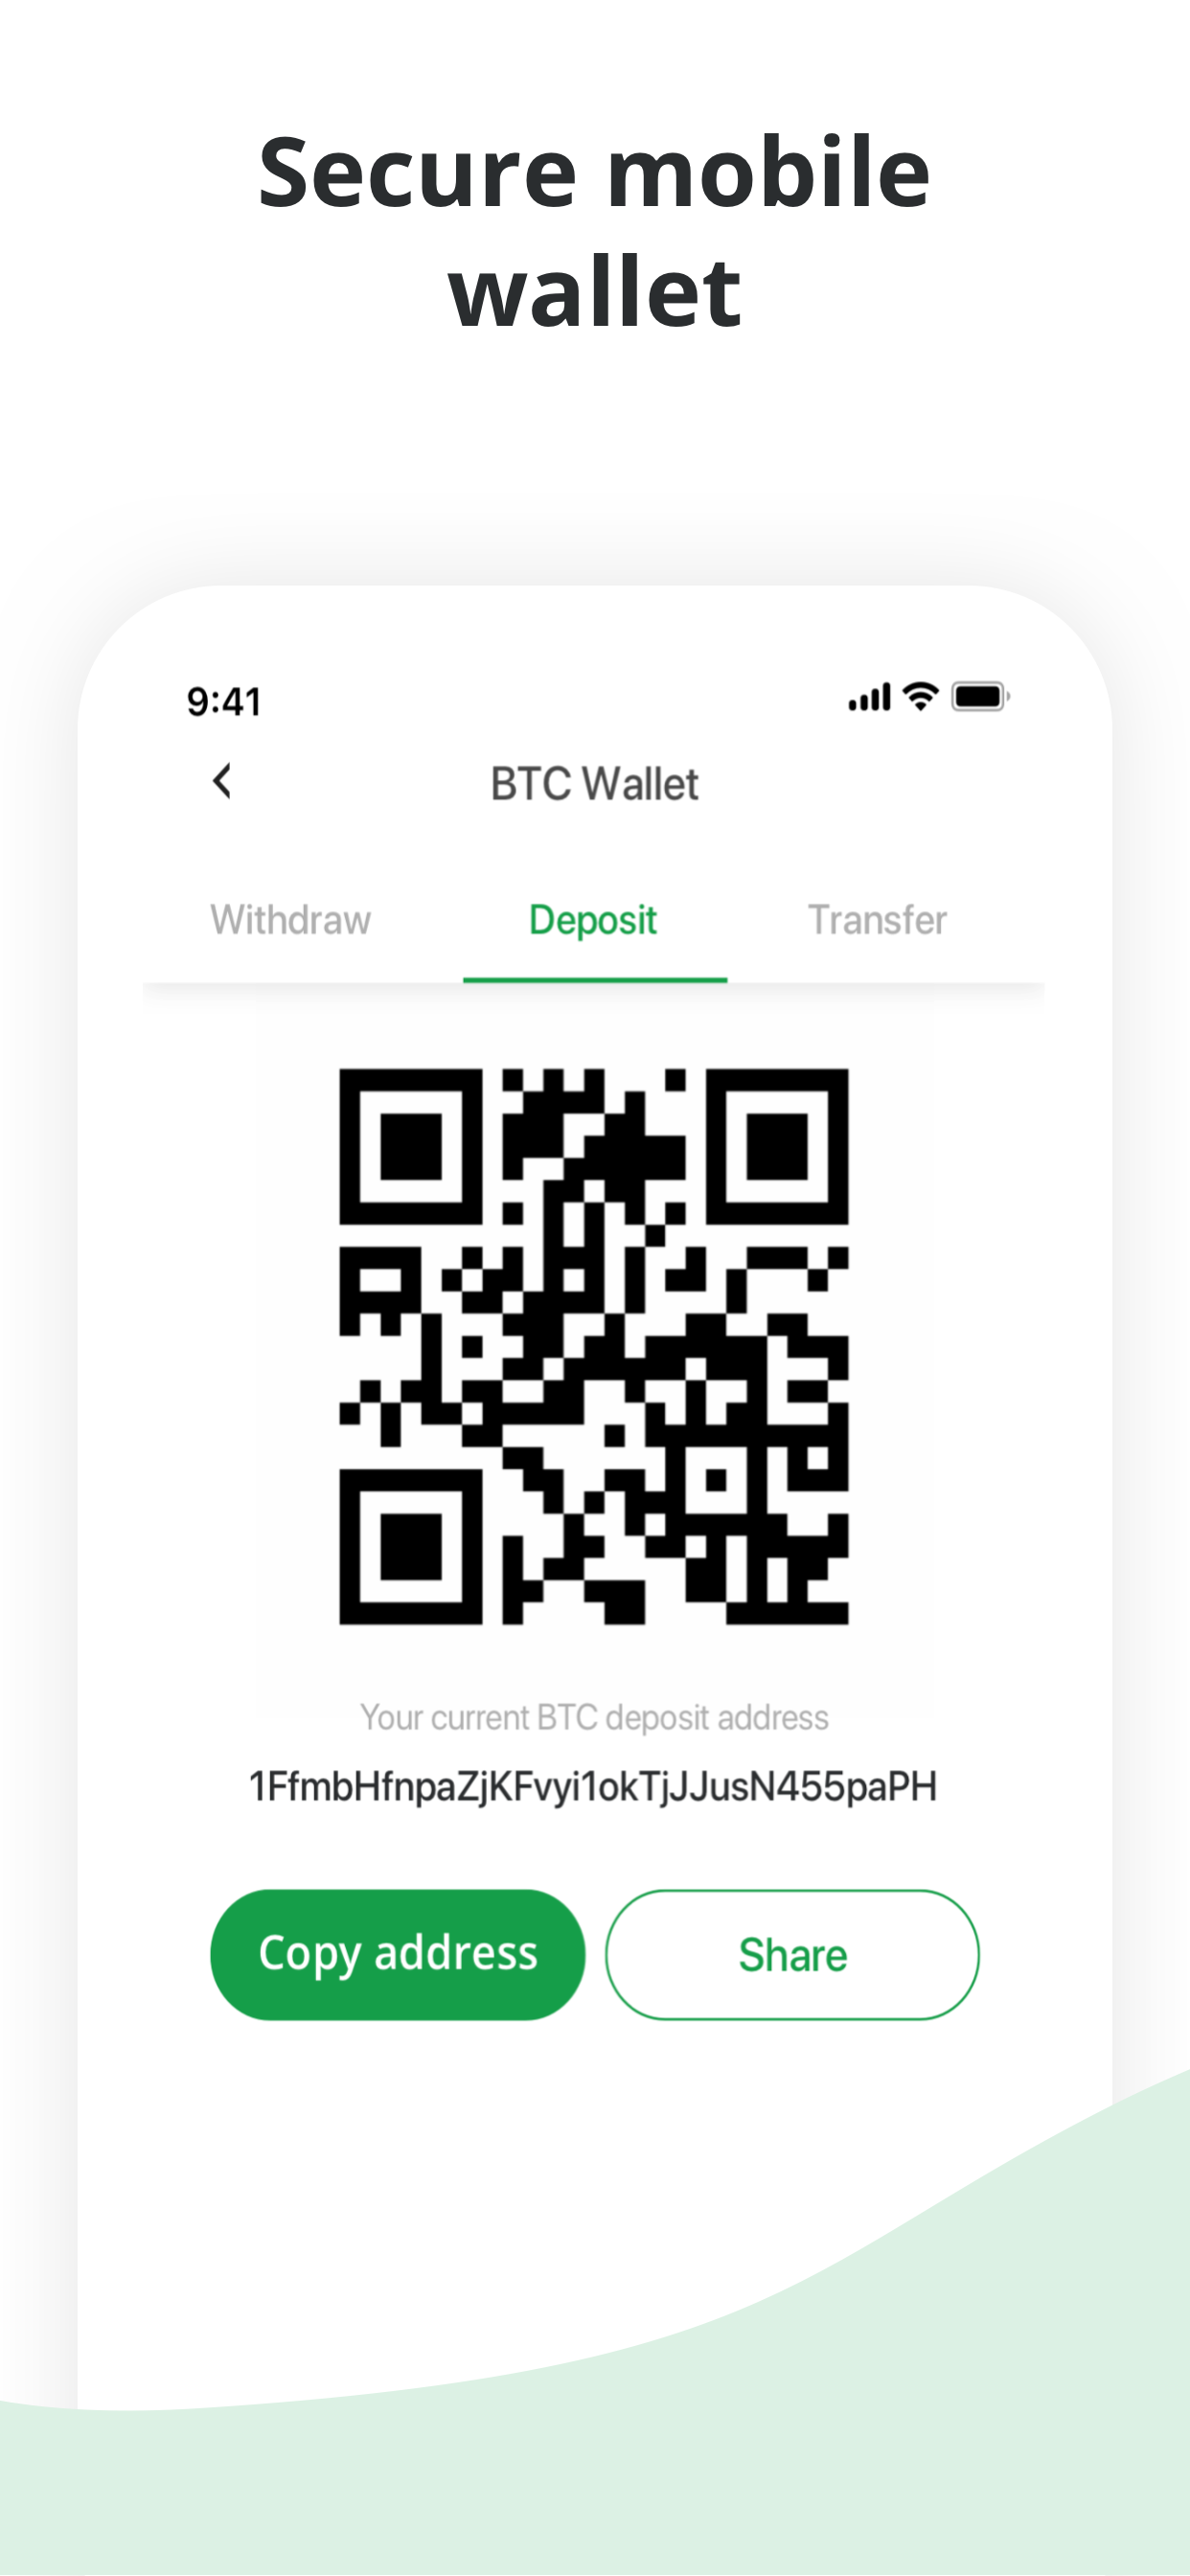 Secure mobile
wallet
9:41
BTC Wallet
Withdraw Deposit Transfer
Your current BTC deposit address
1FfmbHfnpaZjKFvyi1okTjJJusN455paPH
Copy address Share